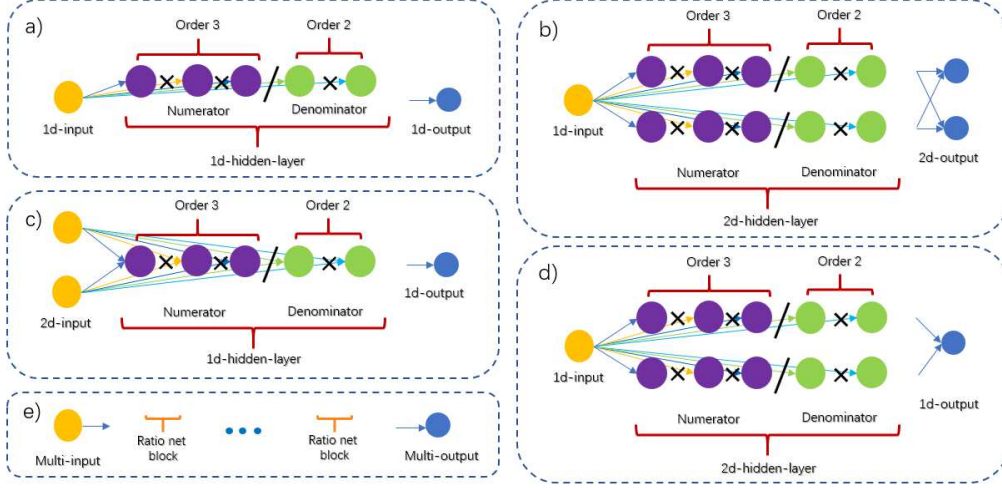 a)
Order 3
Order 2
1d-input
Numerator
Denominator
1d-output
1d-hidden-layer
b)
Order 3
Order 2
1d-input
2d-output
Numerator
Denominator
2d-hidden-layer
c)
Order 3
Order 2
2d-input
Numerator
Denominator
1d-output
1d-hidden-layer
d)
Order 3
Order 2
1d-input
1d-output
Numerator
Denominator
2d-hidden-layer
e)
Multi-input
Ratio net
block
Ratio net
block
Multi-output